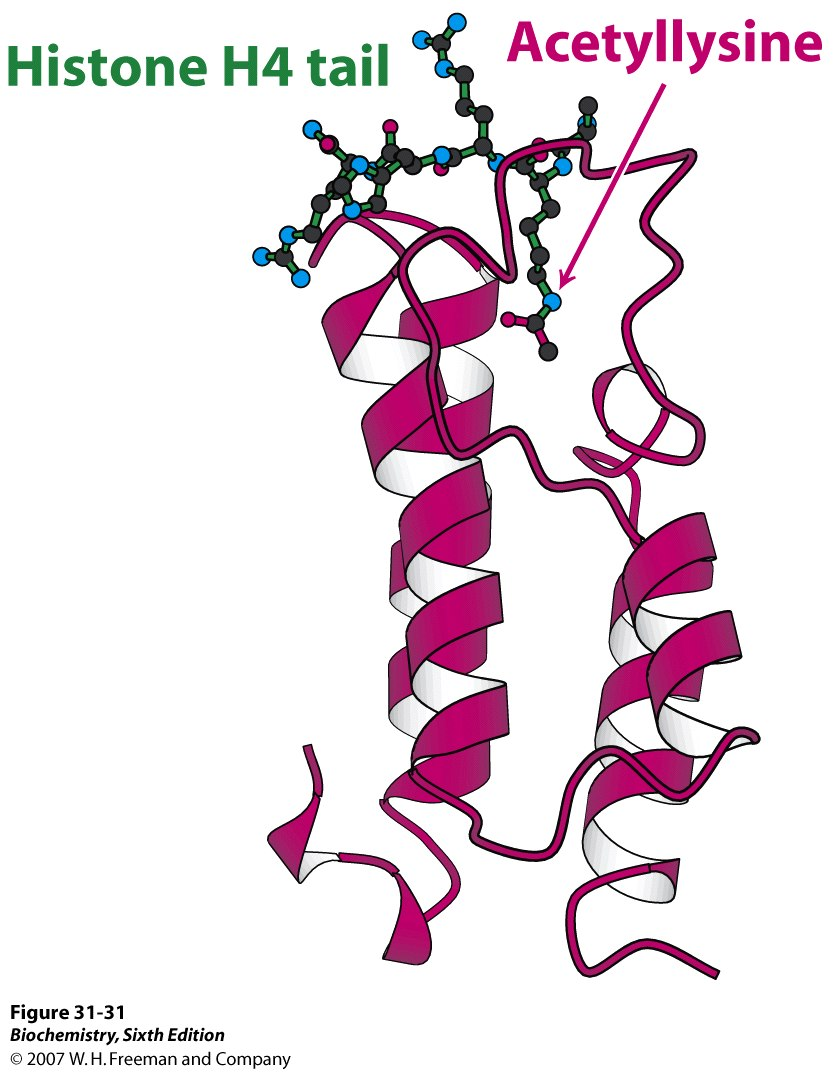 Histone H4 tail
Acetyllysine
Figure 31-31
Biochemistry, Sixth Edition
© 2007 W. H. Freeman and Company